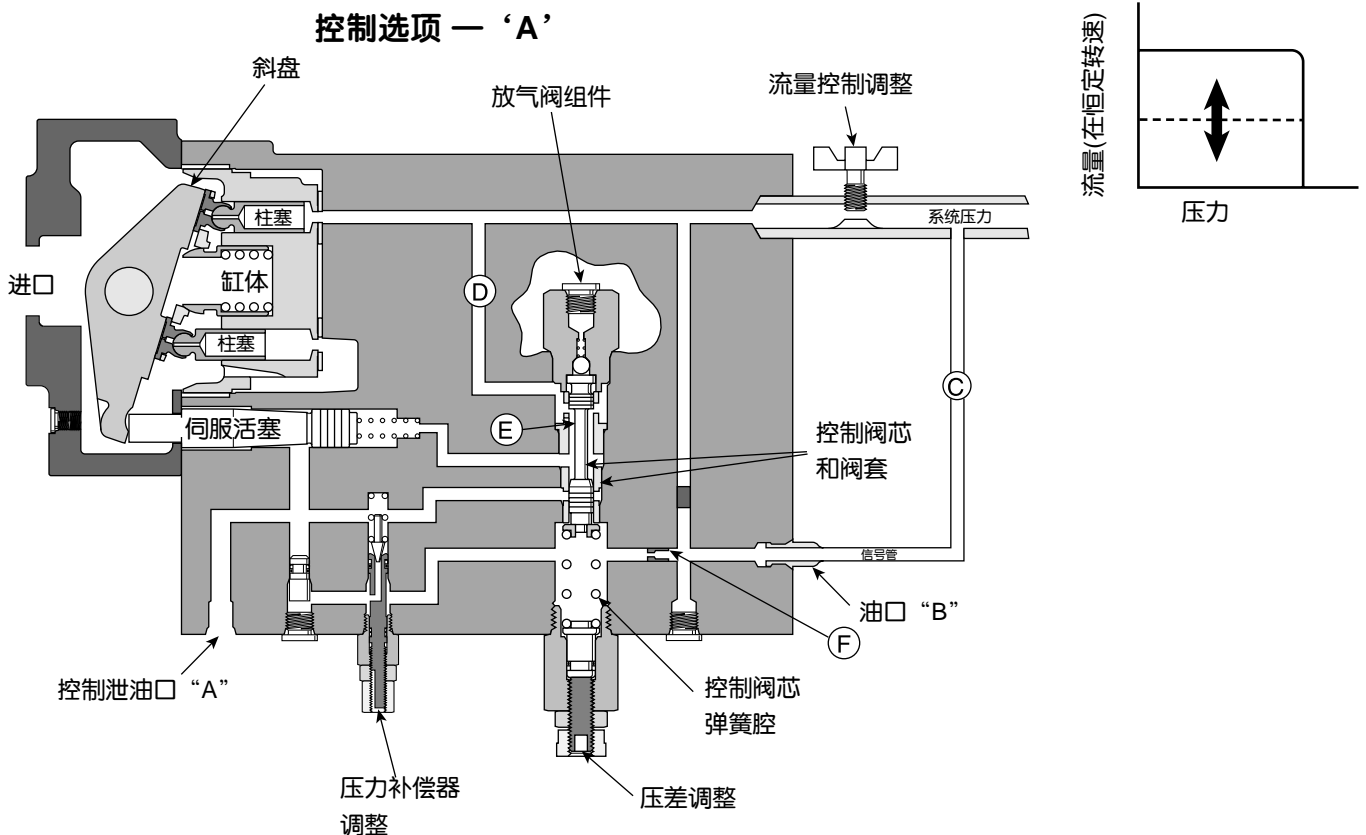 控制选项 — ‘A’
斜盘
放气阀组件
流量控制调整
流量(在恒定转速)
压力
系统压力
柱塞
进口
缸体
D
柱塞
C
E
伺服活塞
控制阀芯
和阀套
信号管
油口“B”
F
控制泄油口“A”
控制阀芯
弹簧腔
压力补偿器
调整
压差调整